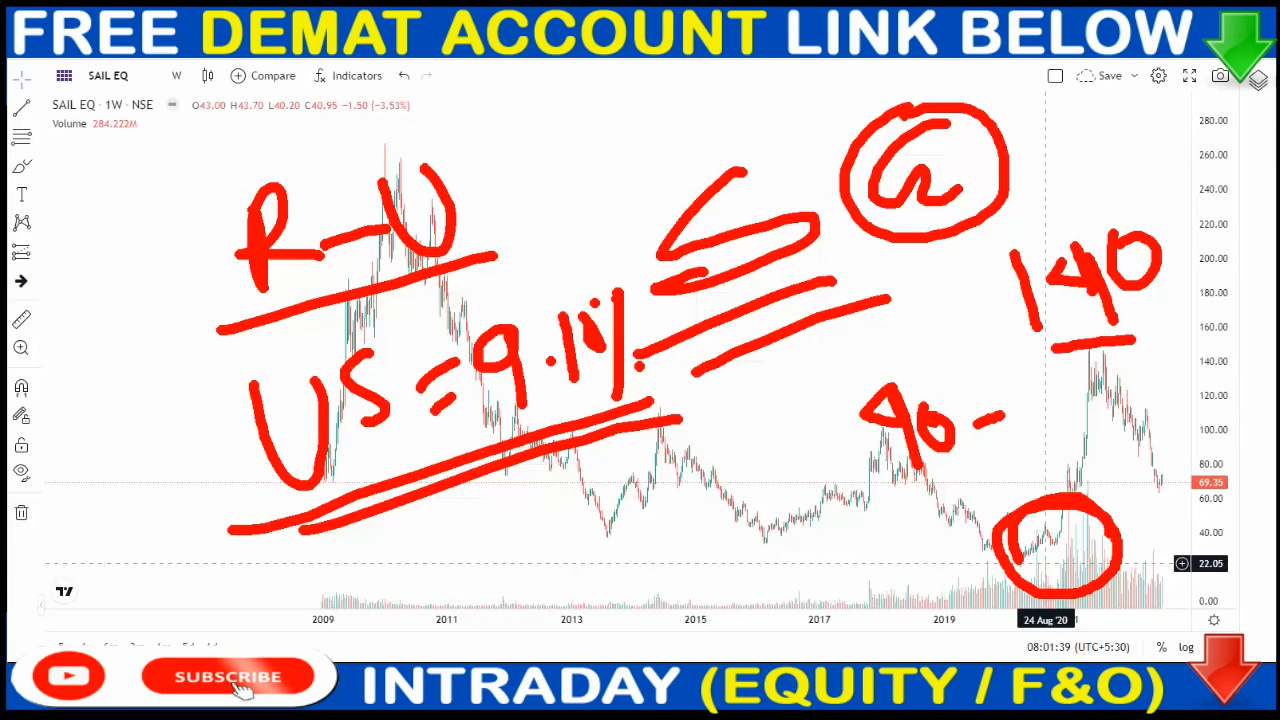 FREE DEMAT ACCOUNT LINK BELOW
SAIL EQ W Compare Indicators Save
SAIL EQ · 1W · NSE O43.00 H43.70 L40.20 C40.95 −1.50 (−3.53%)
Volume 284.222M
280.00
260.00
240.00
220.00
200.00
180.00
160.00
140.00
120.00
100.00
80.00
69.35
60.00
40.00
22.05
0.00
R-U
140
US = 9.1%
40 -
2009 2011 2013 2015 2017 2019 24 Aug '20
08:01:39 (UTC+5:30) % log
SUBSCRIBE
INTRADAY (EQUITY / F&O)